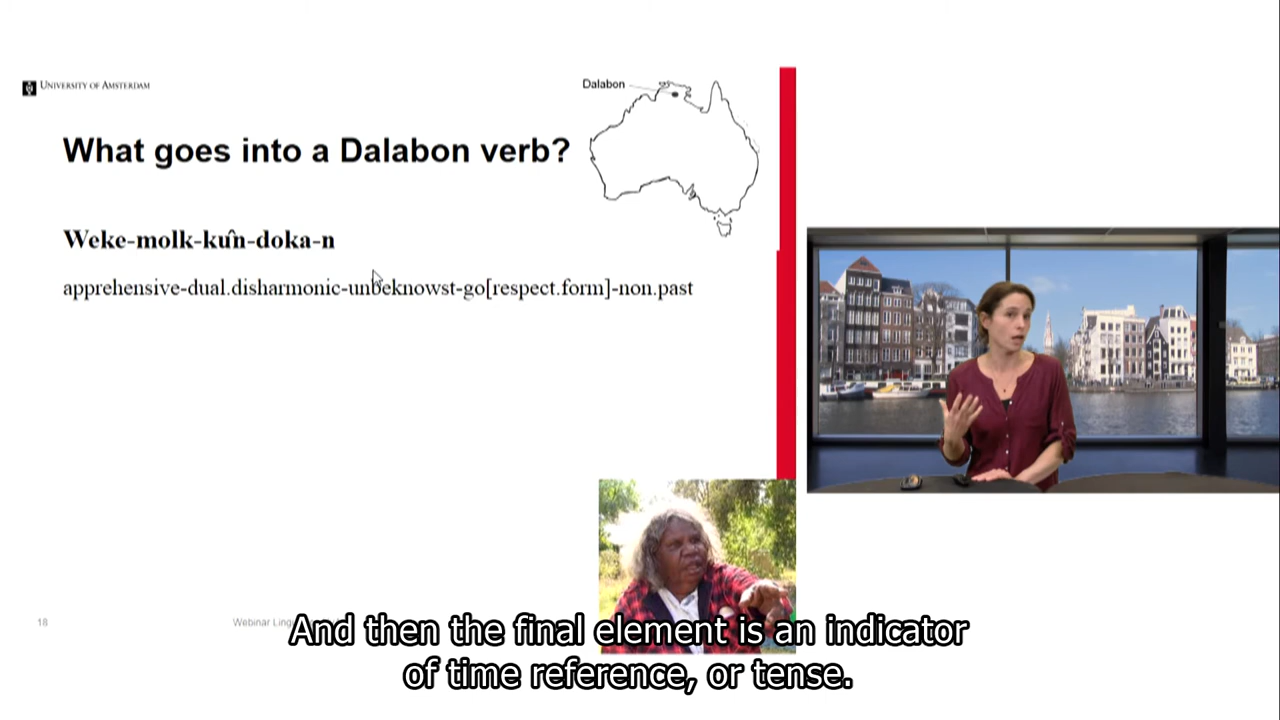 UNIVERSITY OF AMSTERDAM
Dalabon
What goes into a Dalabon verb?
Weke-molk-kûn-doka-n
apprehensive-dual.disharmonic-unbeknowst-go[respect.form]-non.past
18
Webinar
And then the final element is an indicator
of time reference, or tense.